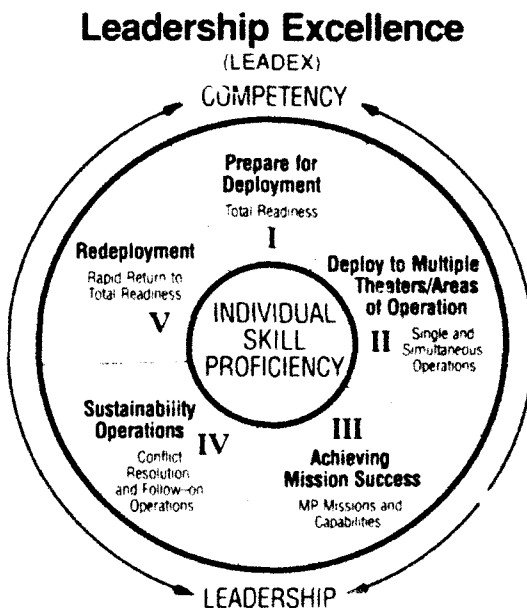 Leadership Excellence
(LEADEX)
COMPETENCY
Prepare for
Deployment
Total Readiness
I
Deploy to Multiple
Theaters/Areas
of Operation
II
Single and
Simultaneous
Operations
III
Achieving
Mission Success
MP Missions and
Capabilities
Sustainability
Operations
IV
Conflict
Resolution
and Follow-on
Operations
Redeployment
Rapid Return to
Total Readiness
V
INDIVIDUAL
SKILL
PROFICIENCY
LEADERSHIP